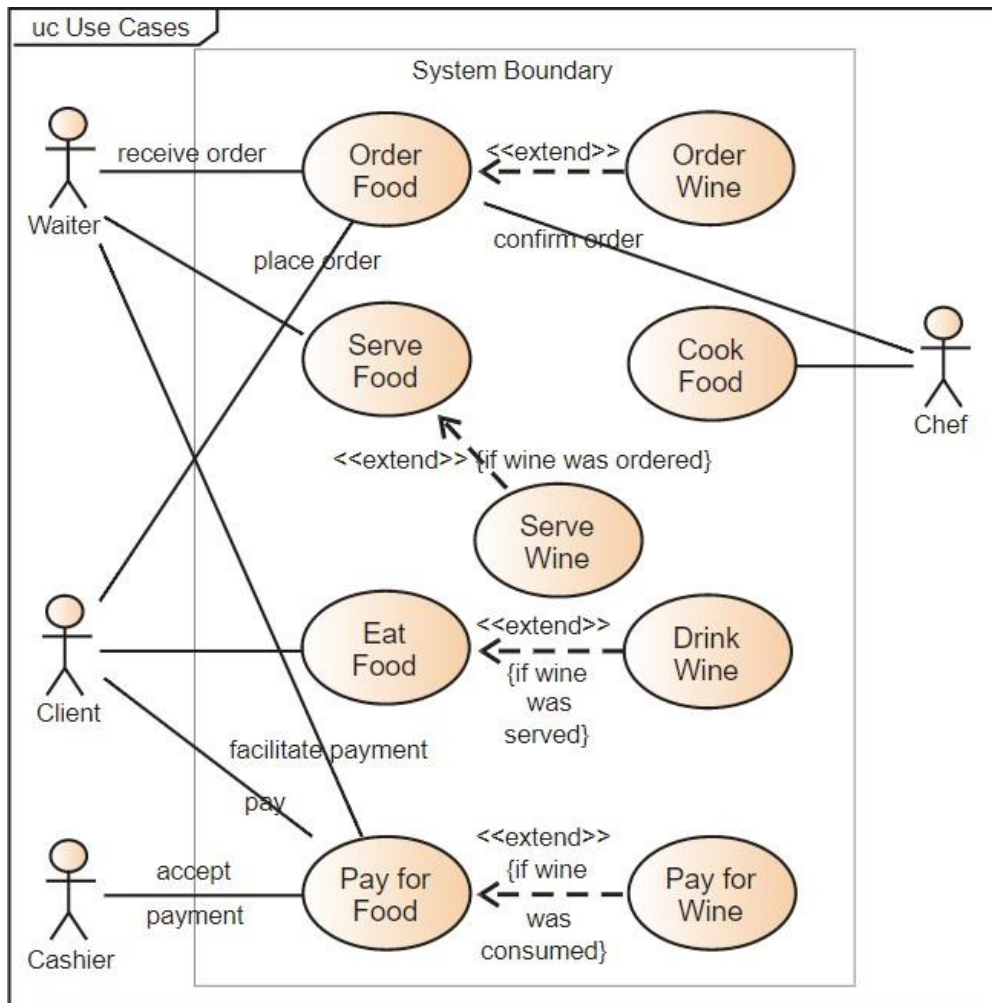 uc Use Cases
System Boundary
receive order
Order
Food
<<extend>>
Order
Wine
Waiter
confirm order
place order
Serve
Food
Cook
Food
Chef
<<extend>> {if wine was ordered}
Serve
Wine
Eat
Food
<<extend>>
{if wine
was
served}
Drink
Wine
Client
facilitate payment
pay
accept
payment
Pay for
Food
<<extend>>
{if wine
was
consumed}
Pay for
Wine
Cashier